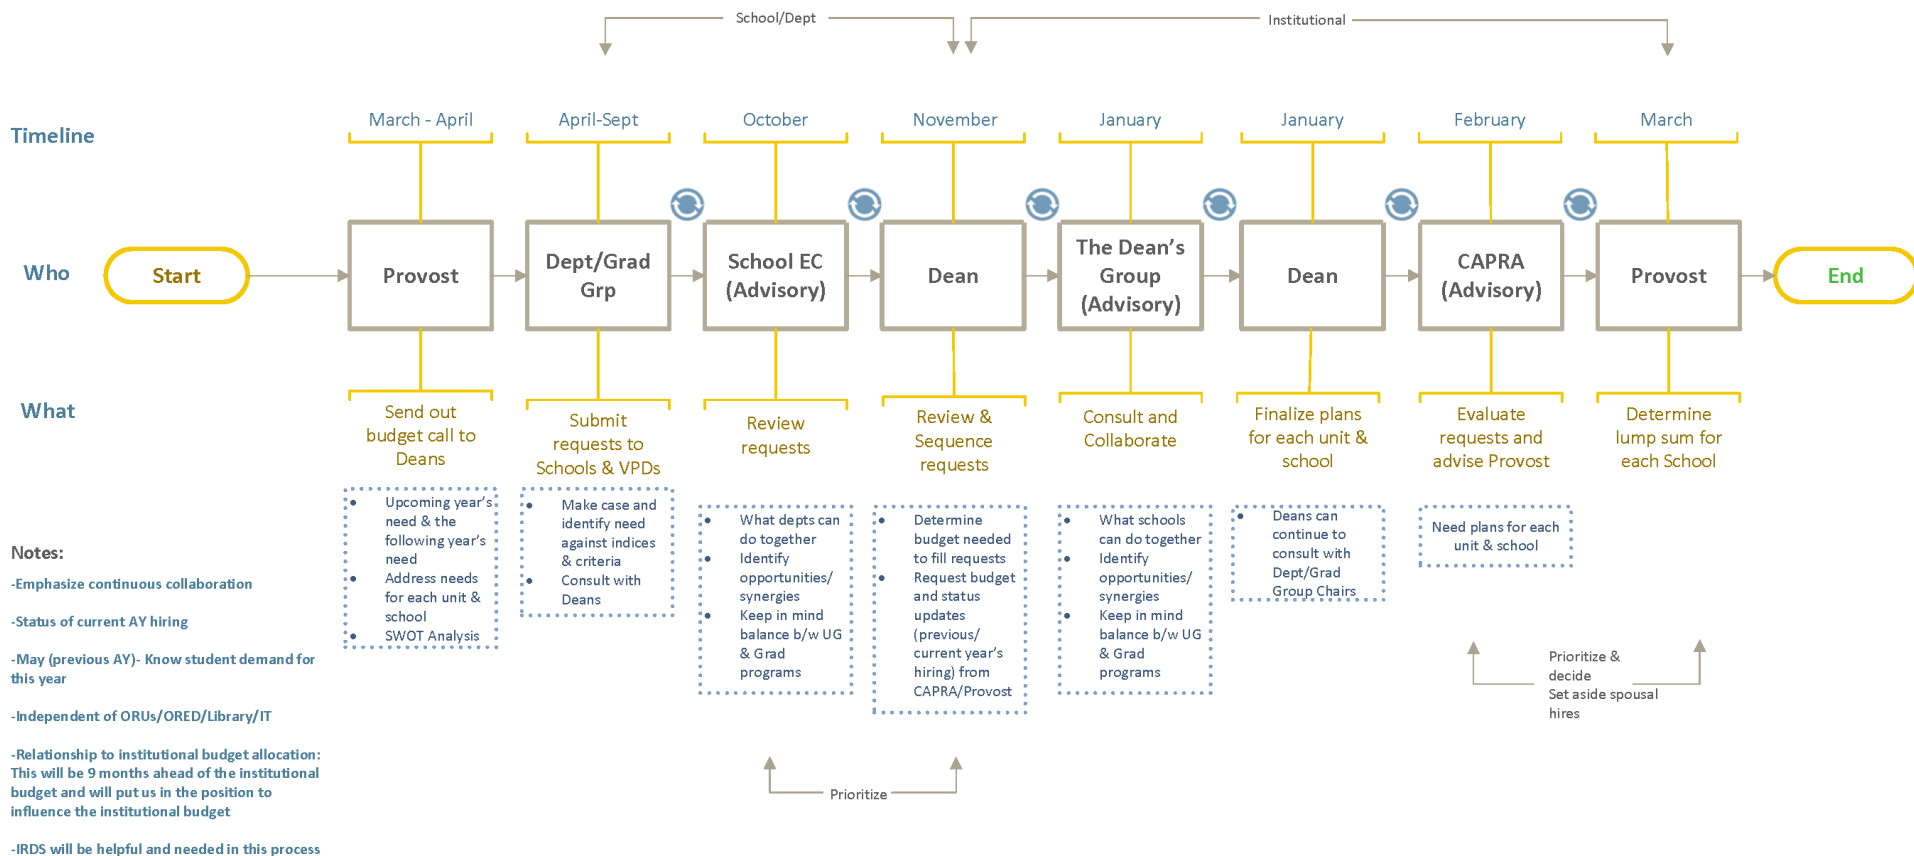 School/Dept
Institutional
Timeline
March - April
April-Sept
October
November
January
January
February
March
Who
Start
Provost
Dept/Grad
Grp
School EC
(Advisory)
Dean
The Dean's
Group
(Advisory)
Dean
CAPRA
(Advisory)
Provost
End
What
Send out
budget call to
Deans
Submit
requests to
Schools & VPDs
Review
requests
Review &
Sequence
requests
Consult and
Collaborate
Finalize plans
for each unit &
school
Evaluate
requests and
advise Provost
Determine
lump sum for
each School
• Upcoming year's
need & the
following year's
need
• Address needs
for each unit &
school
• SWOT Analysis
• Make case and
identify need
against indices
& criteria
• Consult with
Deans
• What depts can
do together
• Identify
opportunities/
synergies
• Keep in mind
balance b/w UG
& Grad
programs
• Determine
budget needed
to fill requests
• Request budget
and status
updates
(previous/
current year's
hiring) from
CAPRA/Provost
• What schools
can do together
• Identify
opportunities/
synergies
• Keep in mind
balance b/w UG
& Grad
programs
• Deans can
continue to
consult with
Dept/Grad
Group Chairs
Need plans for each
unit & school
Notes:
-Emphasize continuous collaboration
-Status of current AY hiring
-May (previous AY)- Know student demand for
this year
-Independent of ORUs/ORED/Library/IT
-Relationship to institutional budget allocation:
This will be 9 months ahead of the institutional
budget and will put us in the position to
influence the institutional budget
-IRDS will be helpful and needed in this process
Prioritize
Prioritize &
decide
Set aside spousal
hires